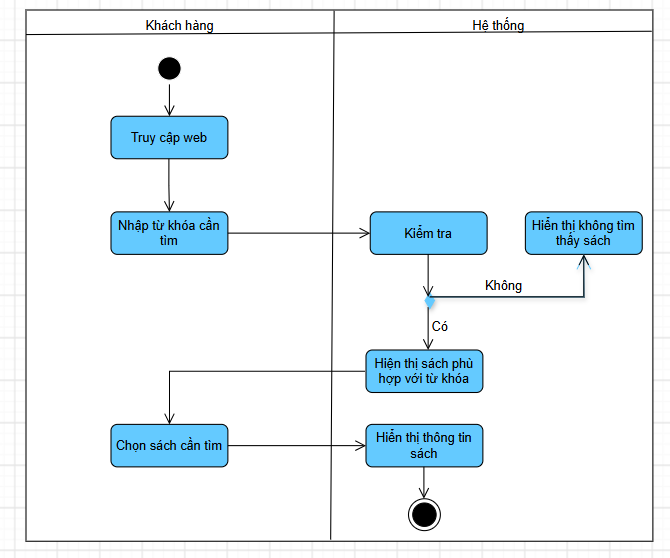 Khách hàng
Hệ thống
Truy cập web
Nhập từ khóa cần
tìm
Kiểm tra
Hiển thị không tìm
thấy sách
Không
Có
Hiện thị sách phù
hợp với từ khóa
Chọn sách cần tìm
Hiển thị thông tin
sách